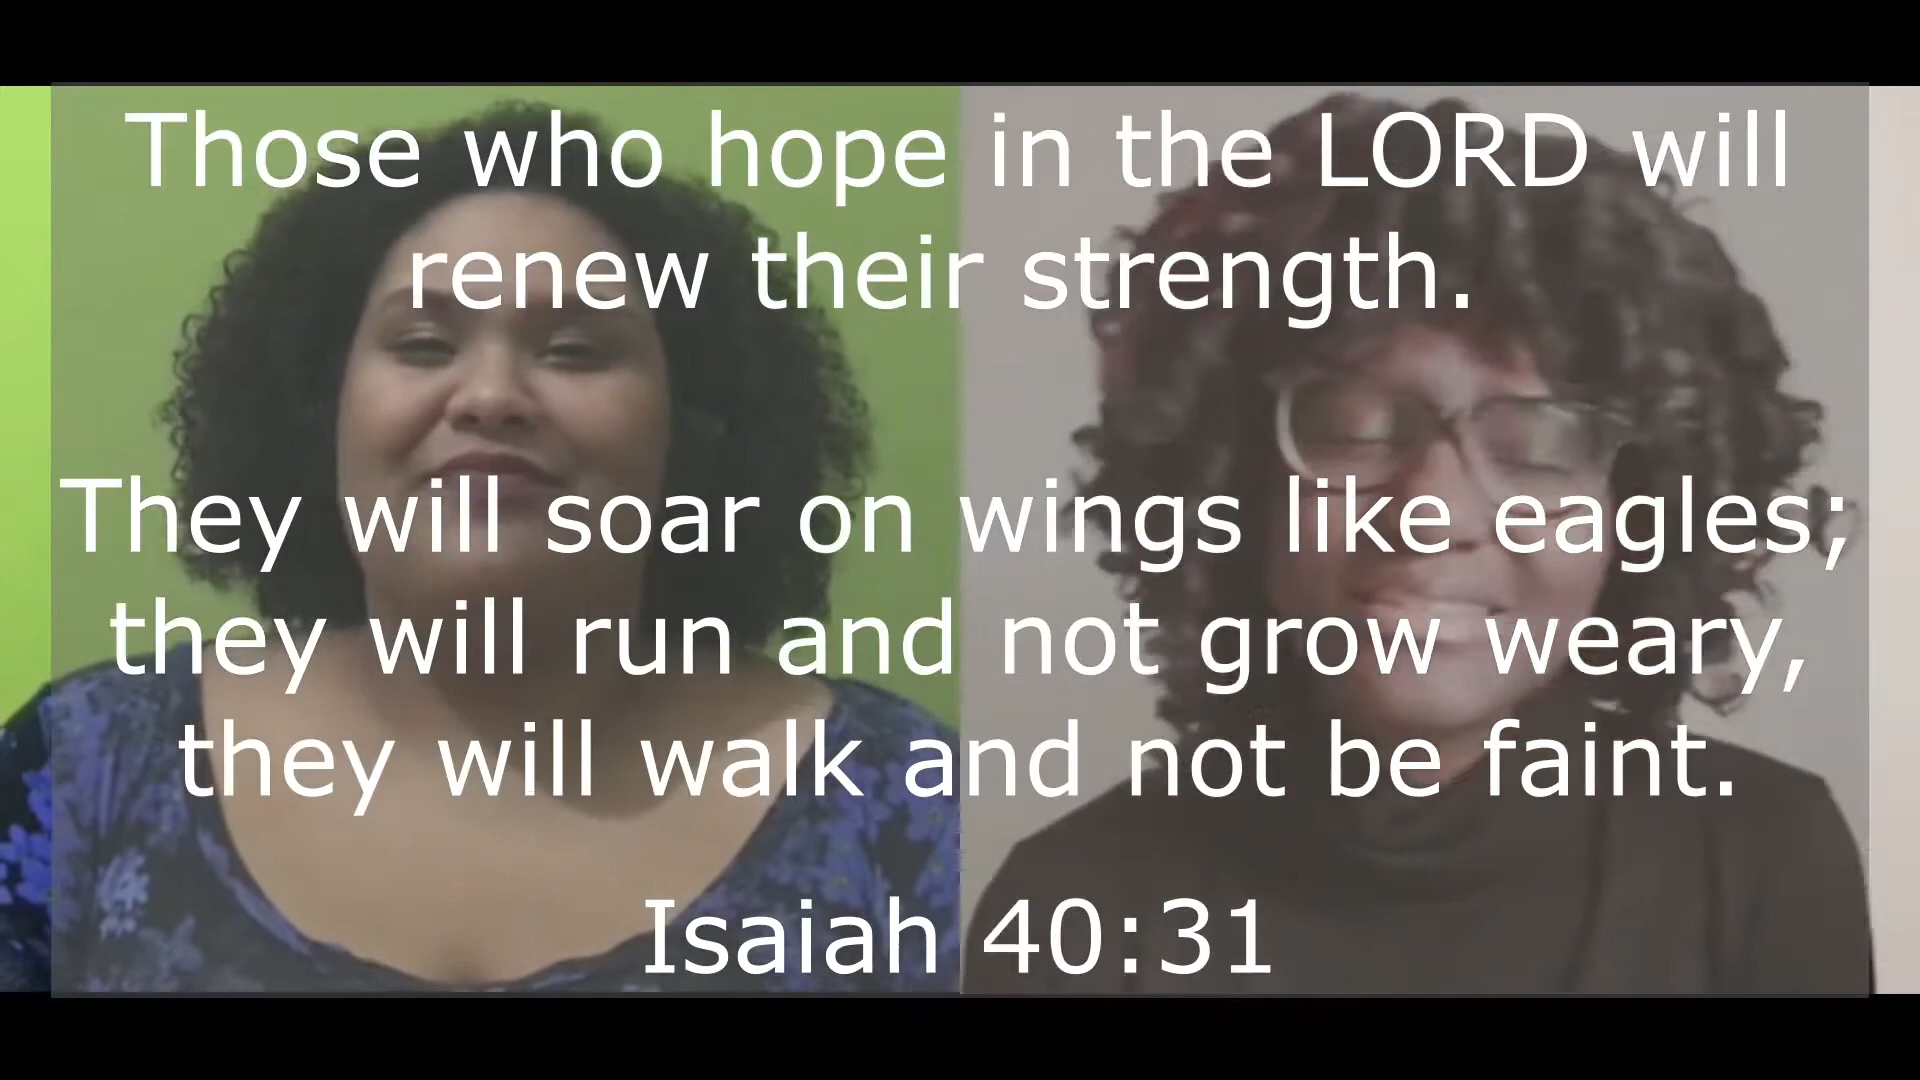 Those who hope in the LORD will
renew their strength.
They will soar on wings like eagles;
they will run and not grow weary,
they will walk and not be faint.
Isaiah 40:31